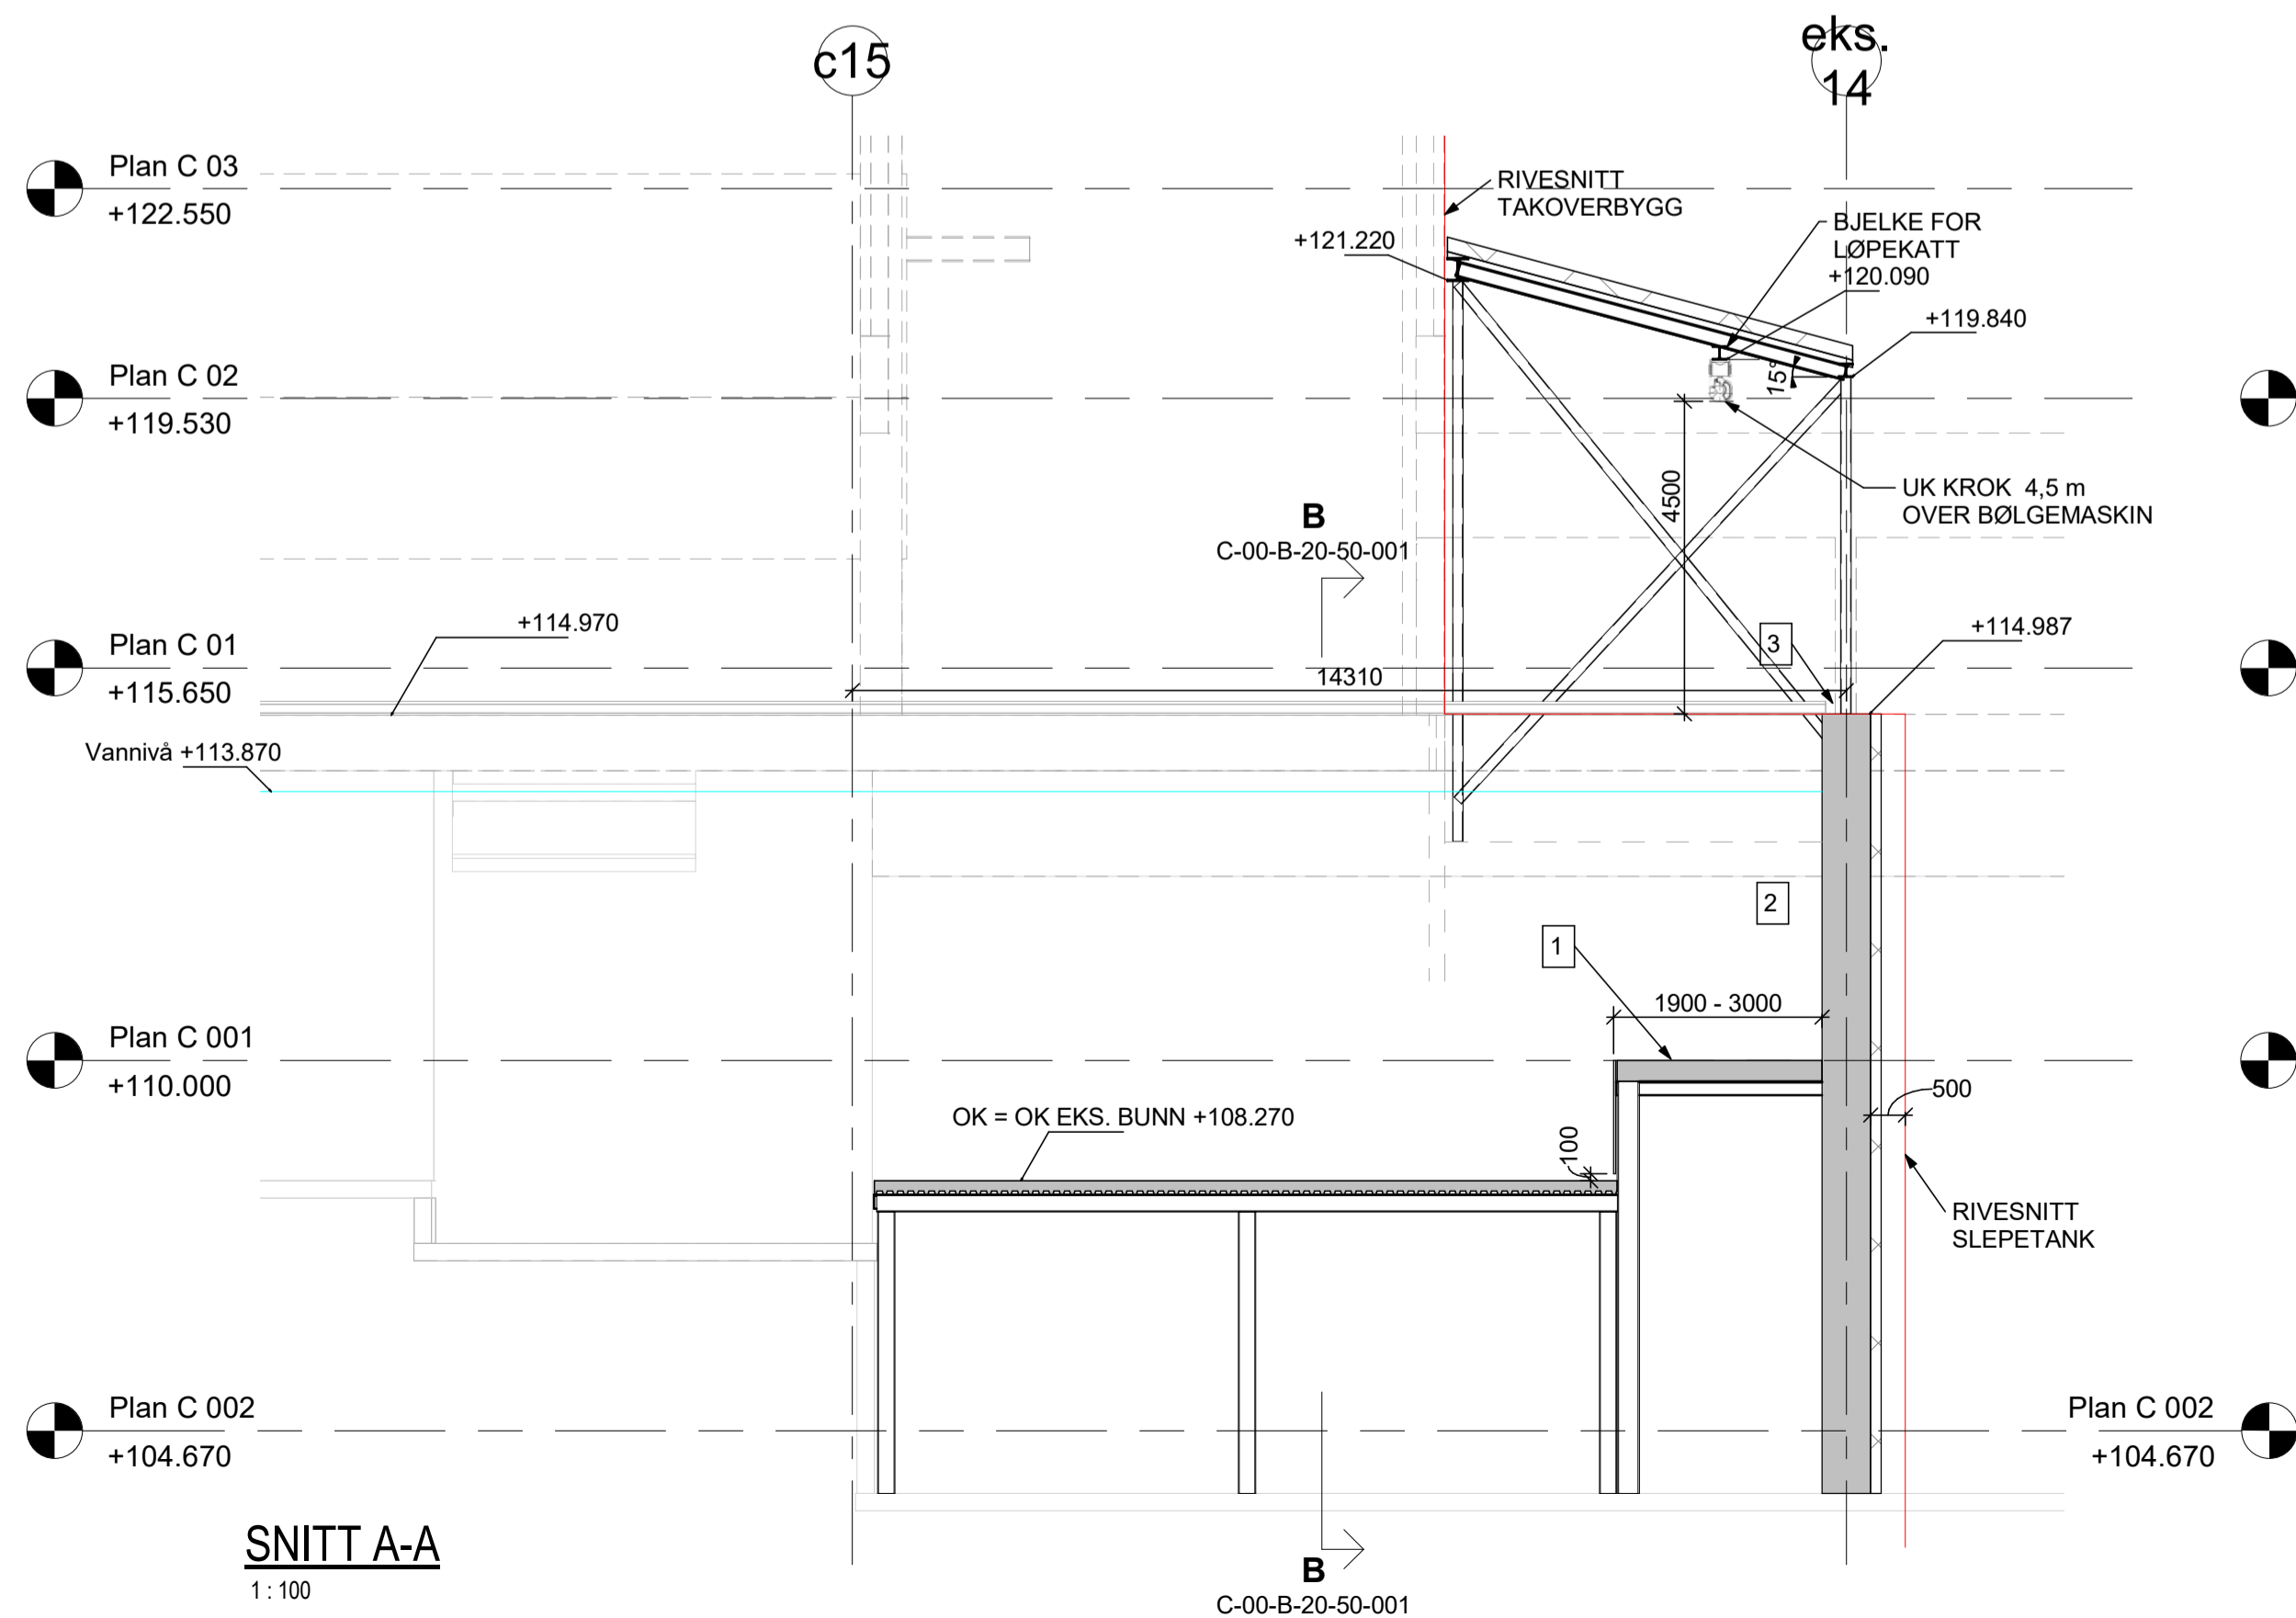 c15
eks.
14
Plan C 03
+122.550
RIVESNITT
TAKOVERBYGG
BJELKE FOR
LØPEKATT
+120.090
+121.220
+119.840
Plan C 02
+119.530
15°
4500
UK KROK 4,5 m
OVER BØLGEMASKIN
B
C-00-B-20-50-001
+114.970
3
+114.987
Plan C 01
+115.650
14310
Vannivå +113.870
2
1
1900 - 3000
Plan C 001
+110.000
500
OK = OK EKS. BUNN +108.270
100
RIVESNITT
SLEPETANK
Plan C 002
+104.670
Plan C 002
+104.670
SNITT A-A
1 : 100
B
C-00-B-20-50-001